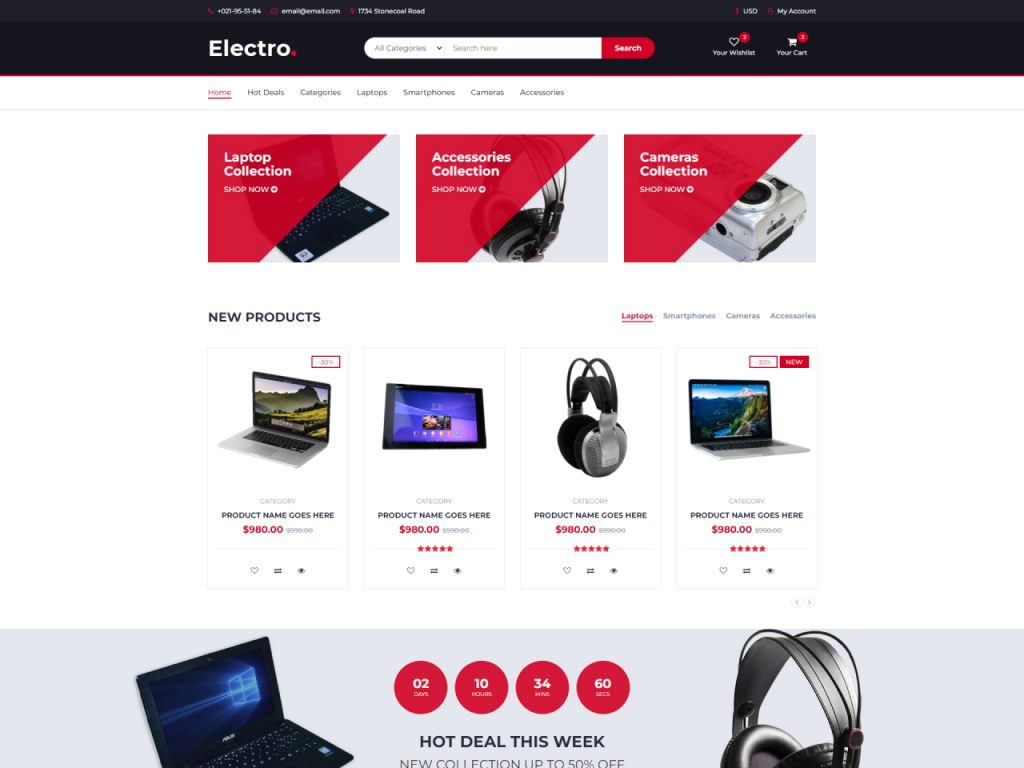 +021-95-51-84 email@email.com 1734 Stonecoal Road
$ USD My Account
Electro.
All Categories Search here Search
2 3
Your Wishlist Your Cart
Home Hot Deals Categories Laptops Smartphones Cameras Accessories
Laptop
Collection
SHOP NOW
Accessories
Collection
SHOP NOW
Cameras
Collection
SHOP NOW
NEW PRODUCTS
Laptops Smartphones Cameras Accessories
-30%
CATEGORY
PRODUCT NAME GOES HERE
$980.00 $990.00
CATEGORY
PRODUCT NAME GOES HERE
$980.00 $990.00
CATEGORY
PRODUCT NAME GOES HERE
$980.00 $990.00
-30% NEW
CATEGORY
PRODUCT NAME GOES HERE
$980.00 $990.00
02
DAYS
10
HOURS
34
MINS
60
SECS
ASUS
HOT DEAL THIS WEEK
NEW COLLECTION UP TO 50% OFF